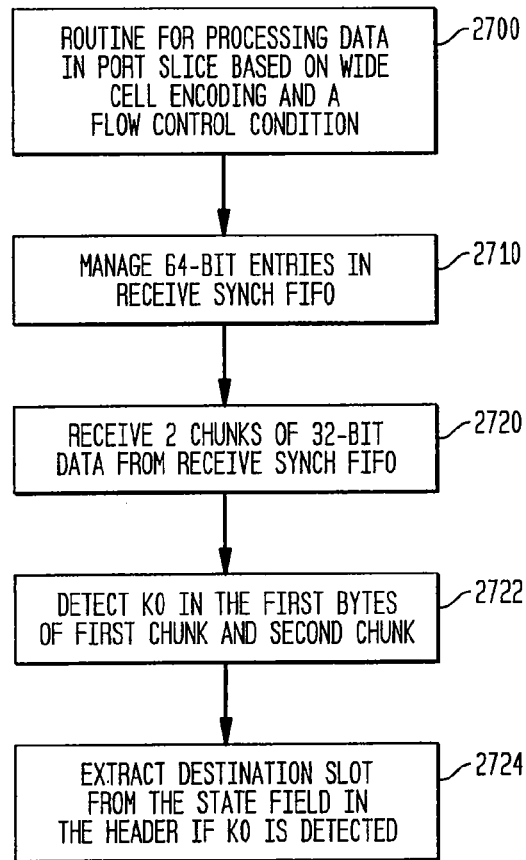 ROUTINE FOR PROCESSING DATA
IN PORT SLICE BASED ON WIDE
CELL ENCODING AND A
FLOW CONTROL CONDITION
2700
MANAGE 64-BIT ENTRIES IN
RECEIVE SYNCH FIFO
2710
RECEIVE 2 CHUNKS OF 32-BIT
DATA FROM RECEIVE SYNCH FIFO
2720
DETECT K0 IN THE FIRST BYTES
OF FIRST CHUNK AND SECOND CHUNK
2722
EXTRACT DESTINATION SLOT
FROM THE STATE FIELD IN
THE HEADER IF K0 IS DETECTED
2724